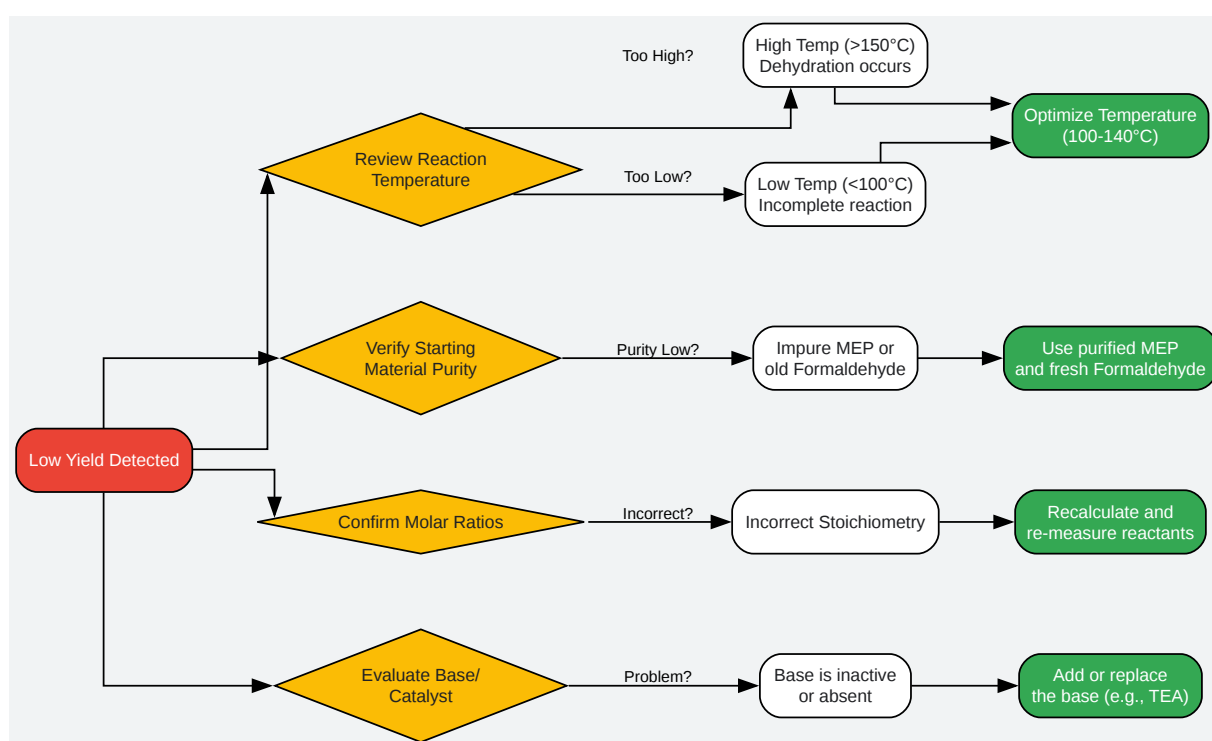 Too High?
High Temp (>150°C)
Dehydration occurs
Optimize Temperature
(100-140°C)
Review Reaction
Temperature
Too Low?
Low Temp (<100°C)
Incomplete reaction
Verify Starting
Material Purity
Purity Low?
Impure MEP or
old Formaldehyde
Use purified MEP
and fresh Formaldehyde
Low Yield Detected
Confirm Molar Ratios
Incorrect?
Incorrect Stoichiometry
Recalculate and
re-measure reactants
Evaluate Base/
Catalyst
Problem?
Base is inactive
or absent
Add or replace
the base (e.g., TEA)